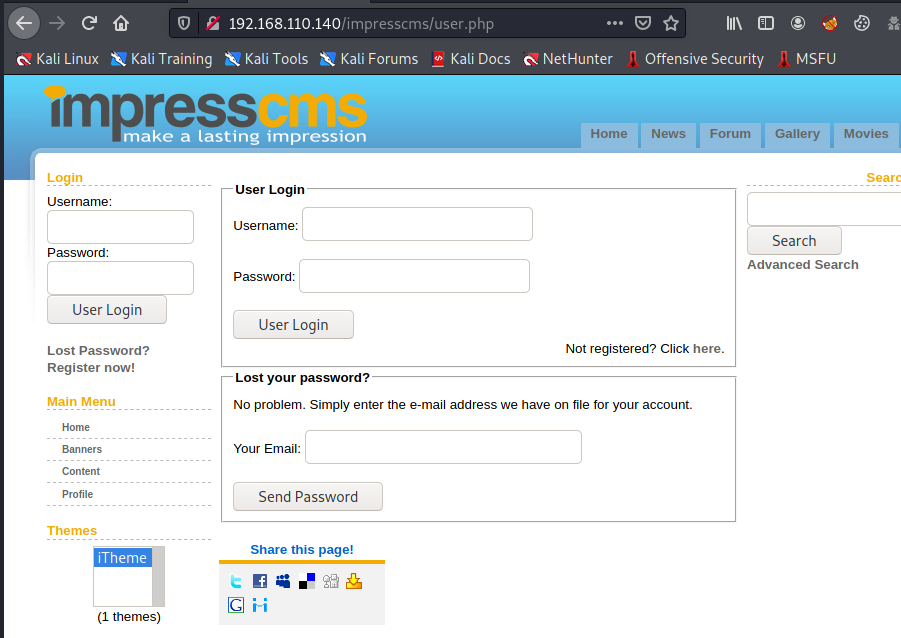 192.168.110.140/impresscms/user.php
Kali Linux Kali Training Kali Tools Kali Forums Kali Docs NetHunter Offensive Security MSFU
impresscms
make a lasting impression
Home News Forum Gallery Movies
Login
Username:
Password:
User Login
Lost Password?
Register now!
Main Menu
Home
Banners
Content
Profile
Themes
iTheme
(1 themes)
User Login
Username:
Password:
User Login
Not registered? Click here.
Lost your password?
No problem. Simply enter the e-mail address we have on file for your account.
Your Email:
Send Password
Share this page!
Searc
Search
Advanced Search